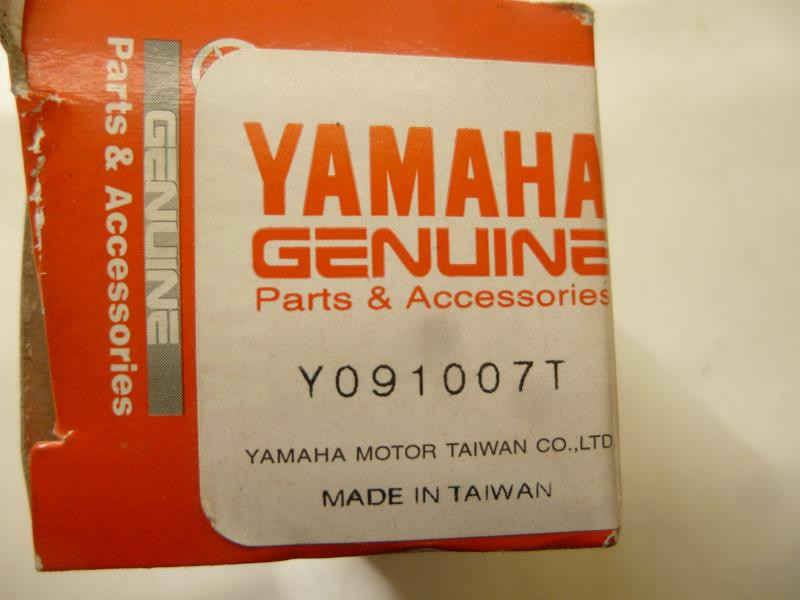 GENUINE
Parts & Accessories
YAMAHA
GENUINE
Parts & Accessories
Y091007T
YAMAHA MOTOR TAIWAN CO.,LTD
MADE IN TAIWAN